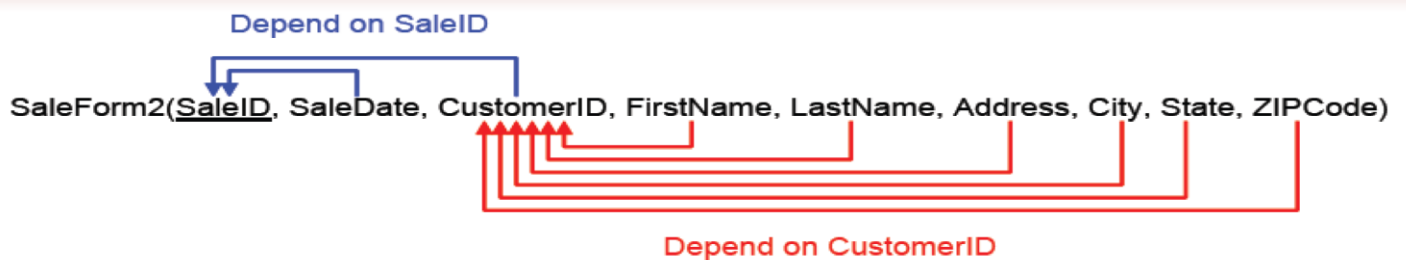 Depend on SaleID
SaleForm2(SaleID, SaleDate, CustomerID, FirstName, LastName, Address, City, State, ZIPCode)
Depend on CustomerID